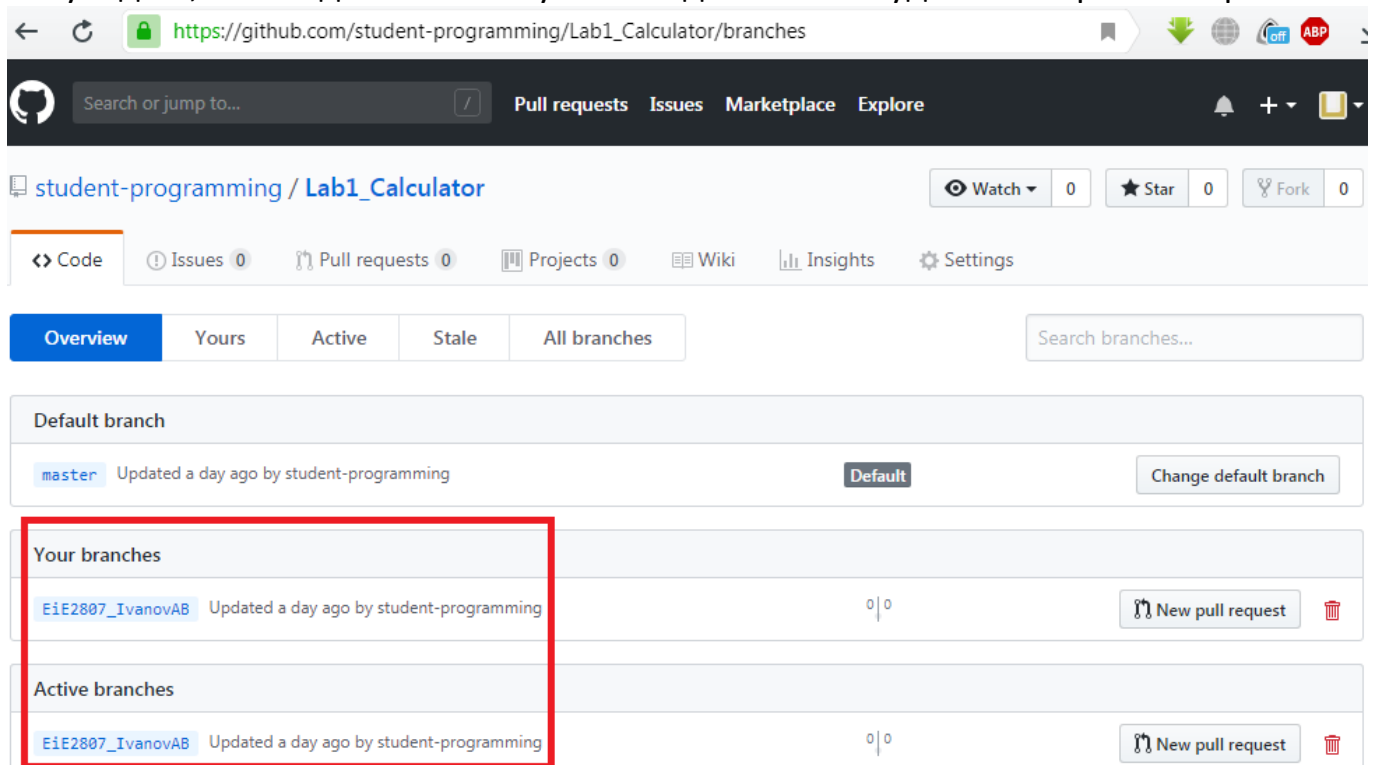 https://github.com/student-programming/Lab1_Calculator/branches
off ABP
Search or jump to... / Pull requests Issues Marketplace Explore
student-programming / Lab1_Calculator Watch 0 Star 0 Fork 0
Code Issues 0 Pull requests 0 Projects 0 Wiki Insights Settings
Overview Yours Active Stale All branches Search branches...
Default branch
master Updated a day ago by student-programming Default Change default branch
Your branches
EiE2807_IvanovAB Updated a day ago by student-programming 0 0 New pull request
Active branches
EiE2807_IvanovAB Updated a day ago by student-programming 0 0 New pull request